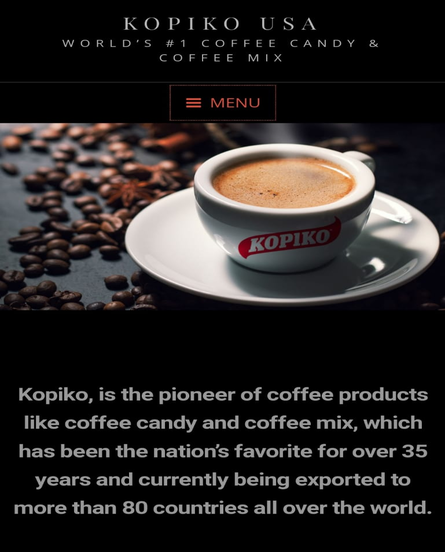 KOPIKO USA
WORLD'S #1 COFFEE CANDY &
COFFEE MIX
MENU
KOPIKO
Kopiko, is the pioneer of coffee products
like coffee candy and coffee mix, which
has been the nation's favorite for over 35
years and currently being exported to
more than 80 countries all over the world.